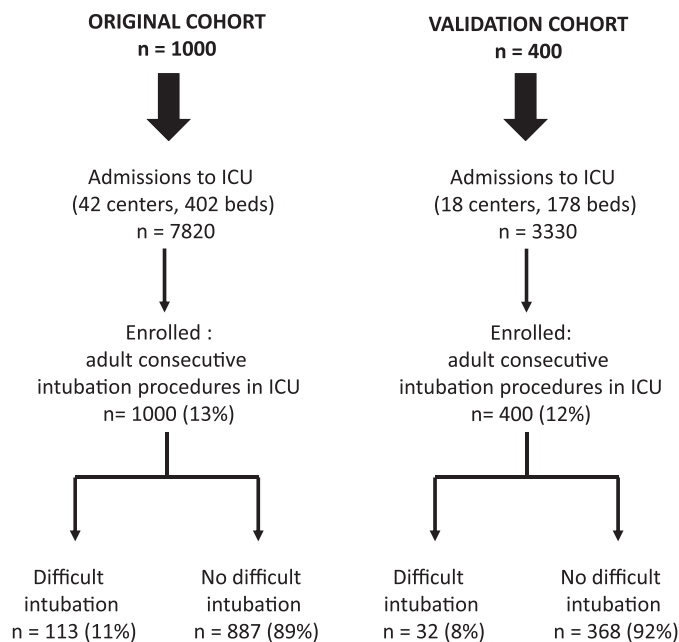 ORIGINAL COHORT
n = 1000
Admissions to ICU
(42 centers, 402 beds)
n = 7820
Enrolled :
adult consecutive
intubation procedures in ICU
n= 1000 (13%)
Difficult
intubation
n = 113 (11%)
No difficult
intubation
n = 887 (89%)
VALIDATION COHORT
n = 400
Admissions to ICU
(18 centers, 178 beds)
n = 3330
Enrolled:
adult consecutive
intubation procedures in ICU
n= 400 (12%)
Difficult
intubation
n = 32 (8%)
No difficult
intubation
n = 368 (92%)